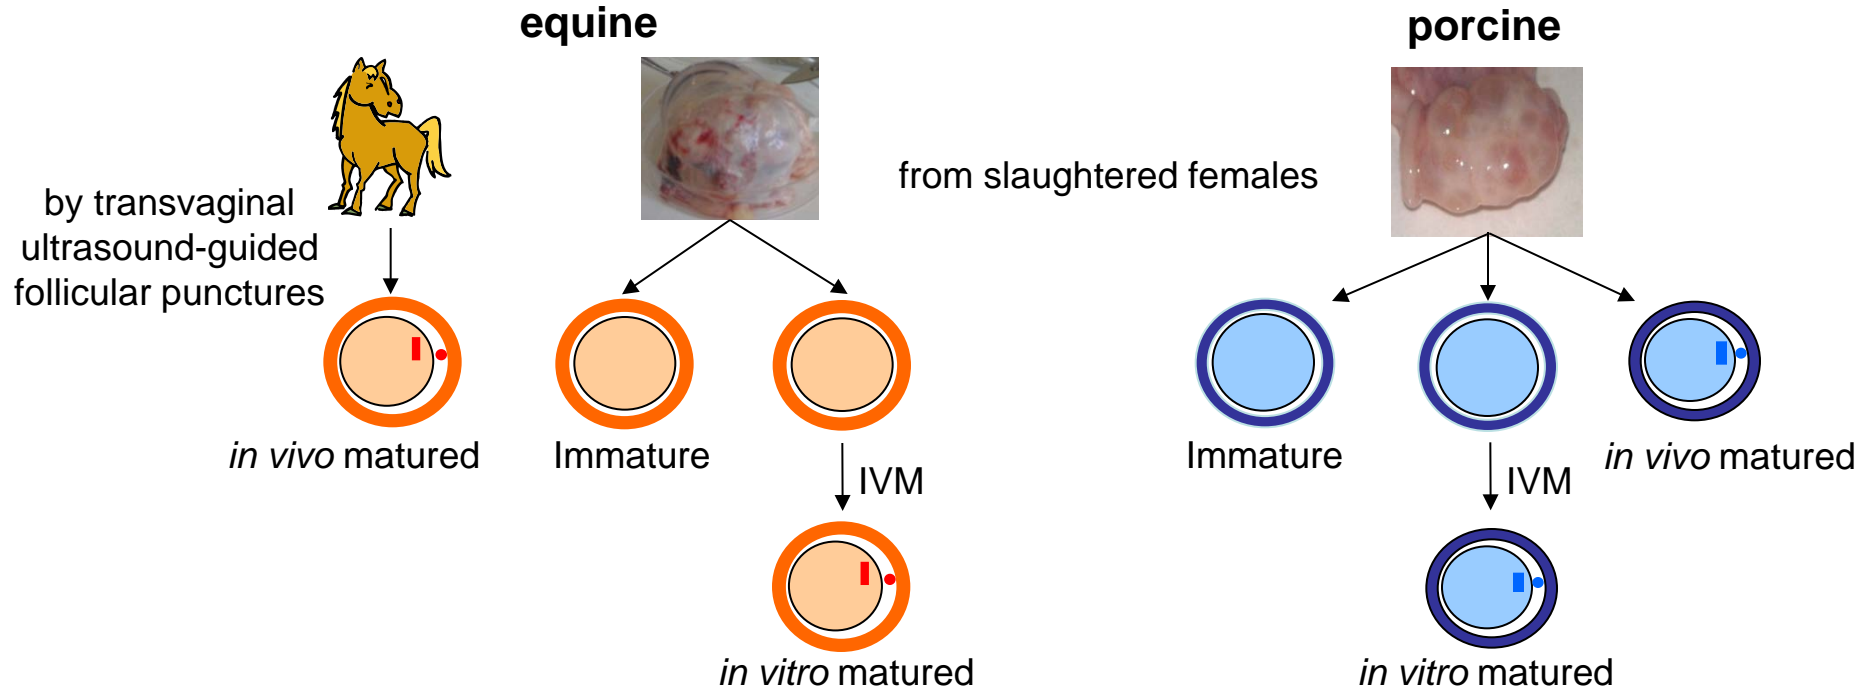 equine
porcine
by transvaginal
ultrasound-guided
follicular punctures
from slaughtered females
in vivo matured
Immature
IVM
in vitro matured
Immature
IVM
in vivo matured
in vitro matured